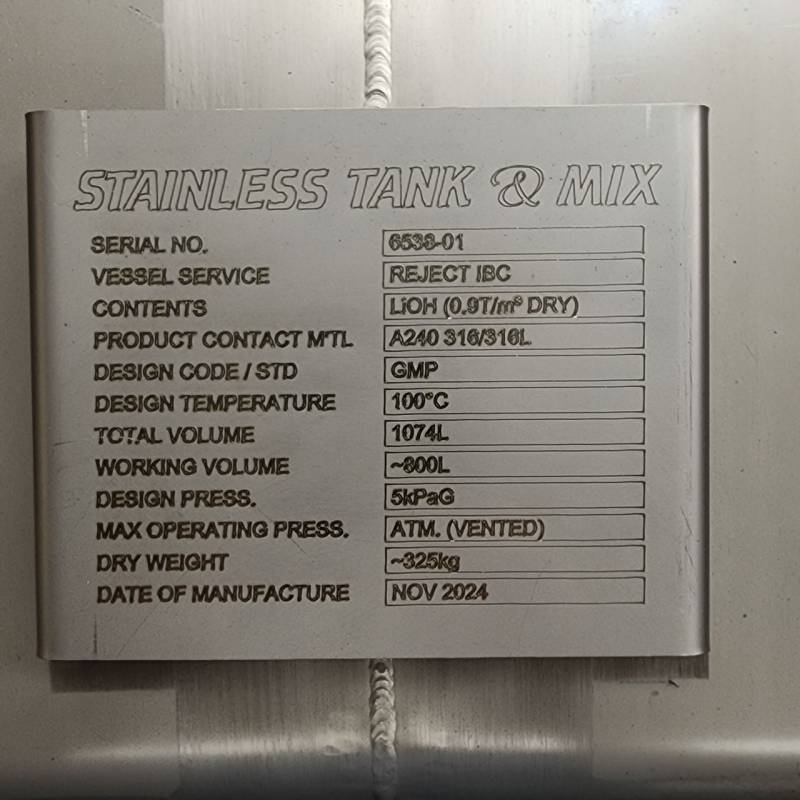 STAINLESS TANK & MIX
SERIAL NO. 6538-01
VESSEL SERVICE REJECT IBC
CONTENTS LiOH (0.9T/m³ DRY)
PRODUCT CONTACT M'TL A240 316/316L
DESIGN CODE / STD GMP
DESIGN TEMPERATURE 100°C
TOTAL VOLUME 1074L
WORKING VOLUME ~800L
DESIGN PRESS. 5kPaG
MAX OPERATING PRESS. ATM. (VENTED)
DRY WEIGHT ~325kg
DATE OF MANUFACTURE NOV 2024